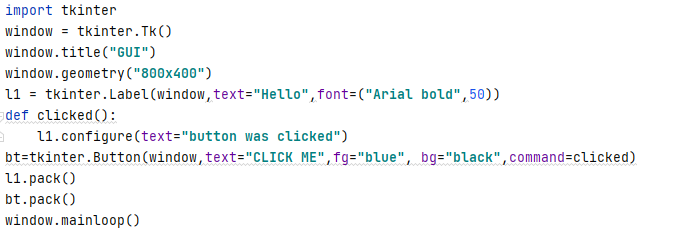 import tkinter
window = tkinter.Tk()
window.title("GUI")
window.geometry("800x400")
l1 = tkinter.Label(window,text="Hello",font=("Arial bold",50))
def clicked():
    l1.configure(text="button was clicked")
bt=tkinter.Button(window,text="CLICK ME",fg="blue", bg="black",command=clicked)
l1.pack()
bt.pack()
window.mainloop()